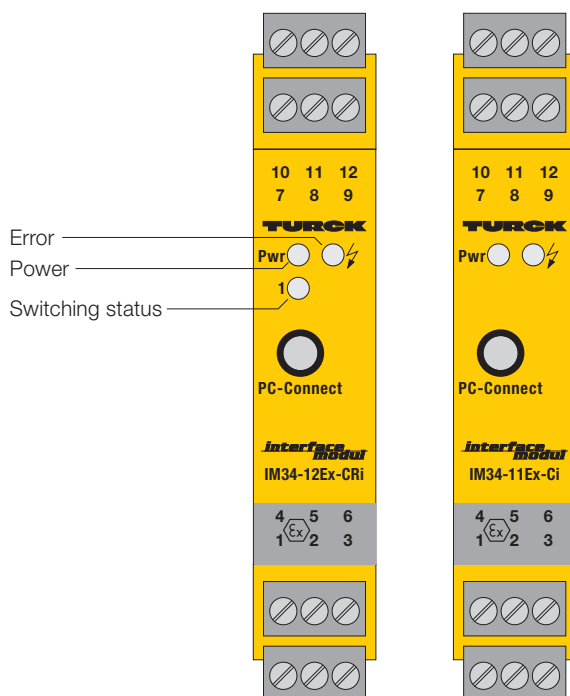 10 11 12
7 8 9
TURCK
Error
Pwr
Power
1
Switching status
PC-Connect
interface
modul
IM34-12Ex-CRi
4 Ex 5 6
1 2 3
10 11 12
7 8 9
TURCK
Pwr
PC-Connect
interface
modul
IM34-11Ex-Ci
4 Ex 5 6
1 2 3